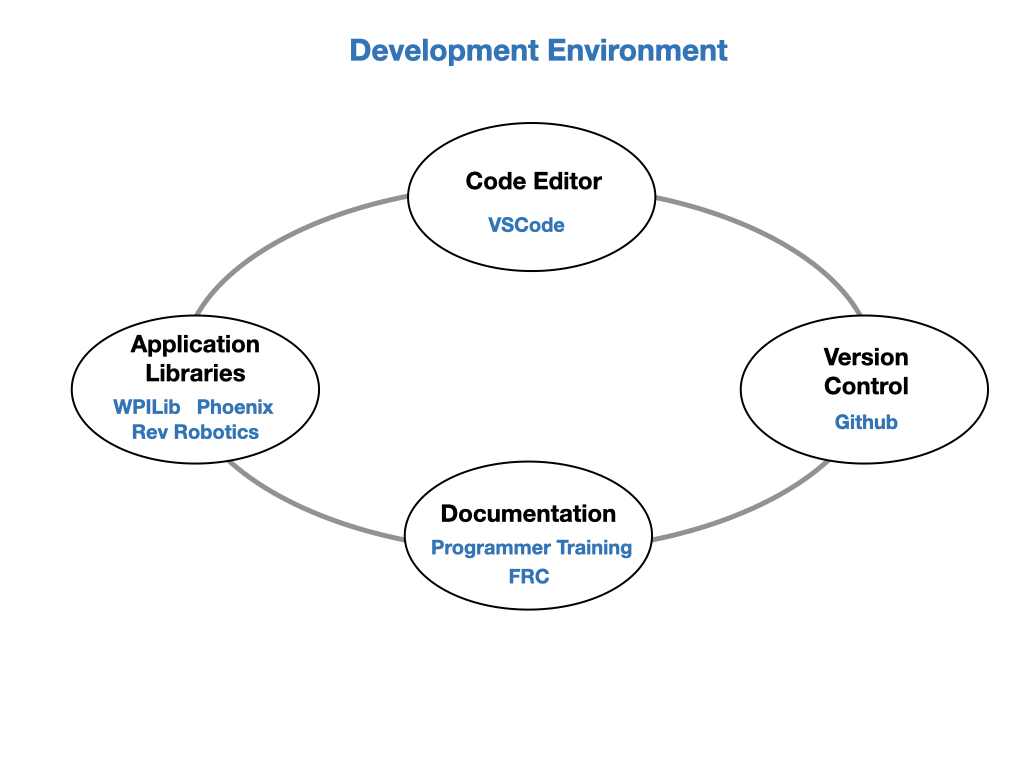 Development Environment
Code Editor
VSCode
Application
Libraries
WPILib Phoenix
Rev Robotics
Version
Control
Github
Documentation
Programmer Training
FRC